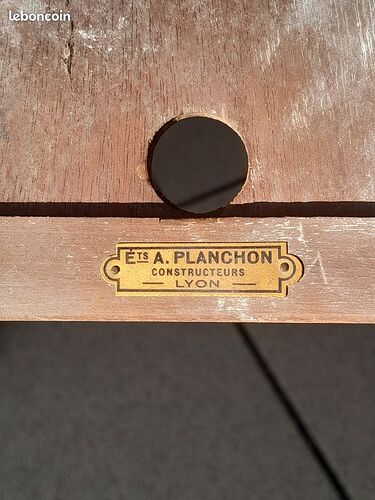 leboncoin
ÉTS A. PLANCHON
CONSTRUCTEURS
— LYON —